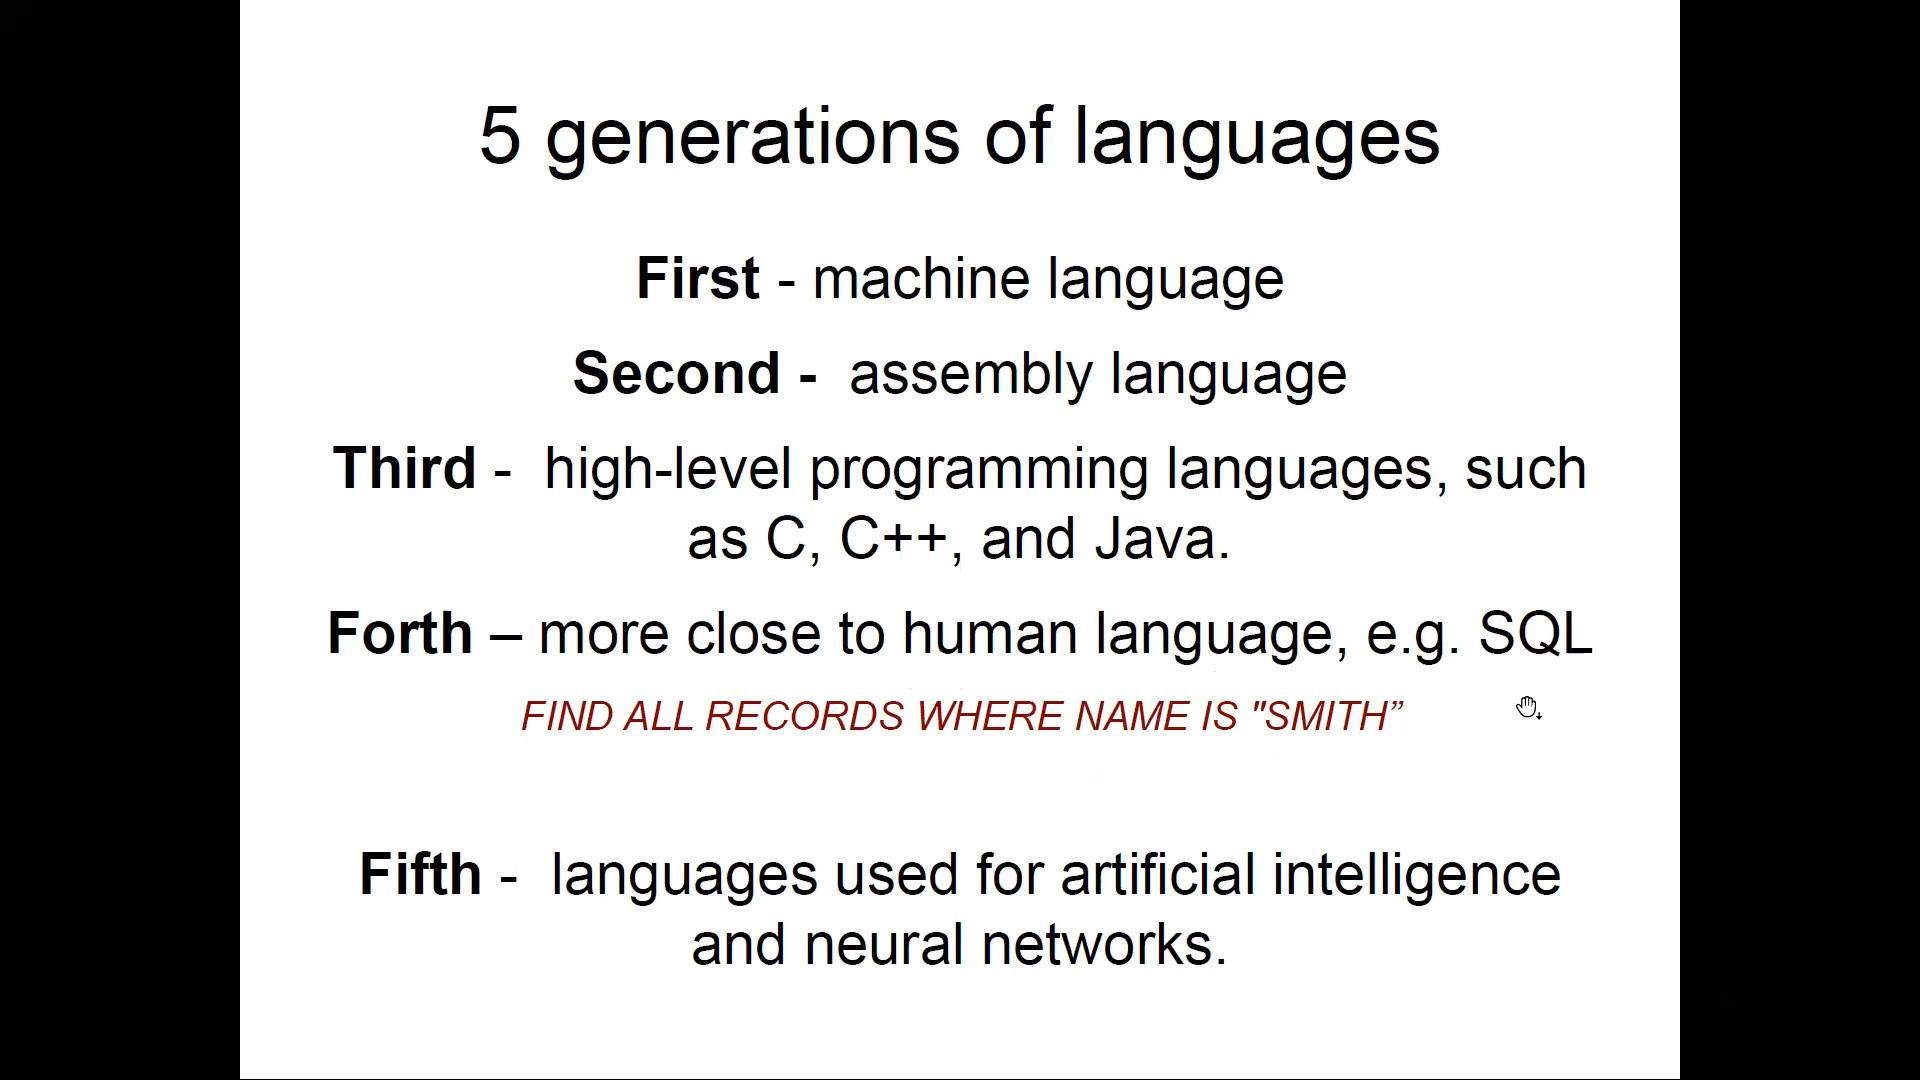 5 generations of languages
First - machine language
Second - assembly language
Third - high-level programming languages, such
as C, C++, and Java.
Forth – more close to human language, e.g. SQL
FIND ALL RECORDS WHERE NAME IS "SMITH”
Fifth - languages used for artificial intelligence
and neural networks.